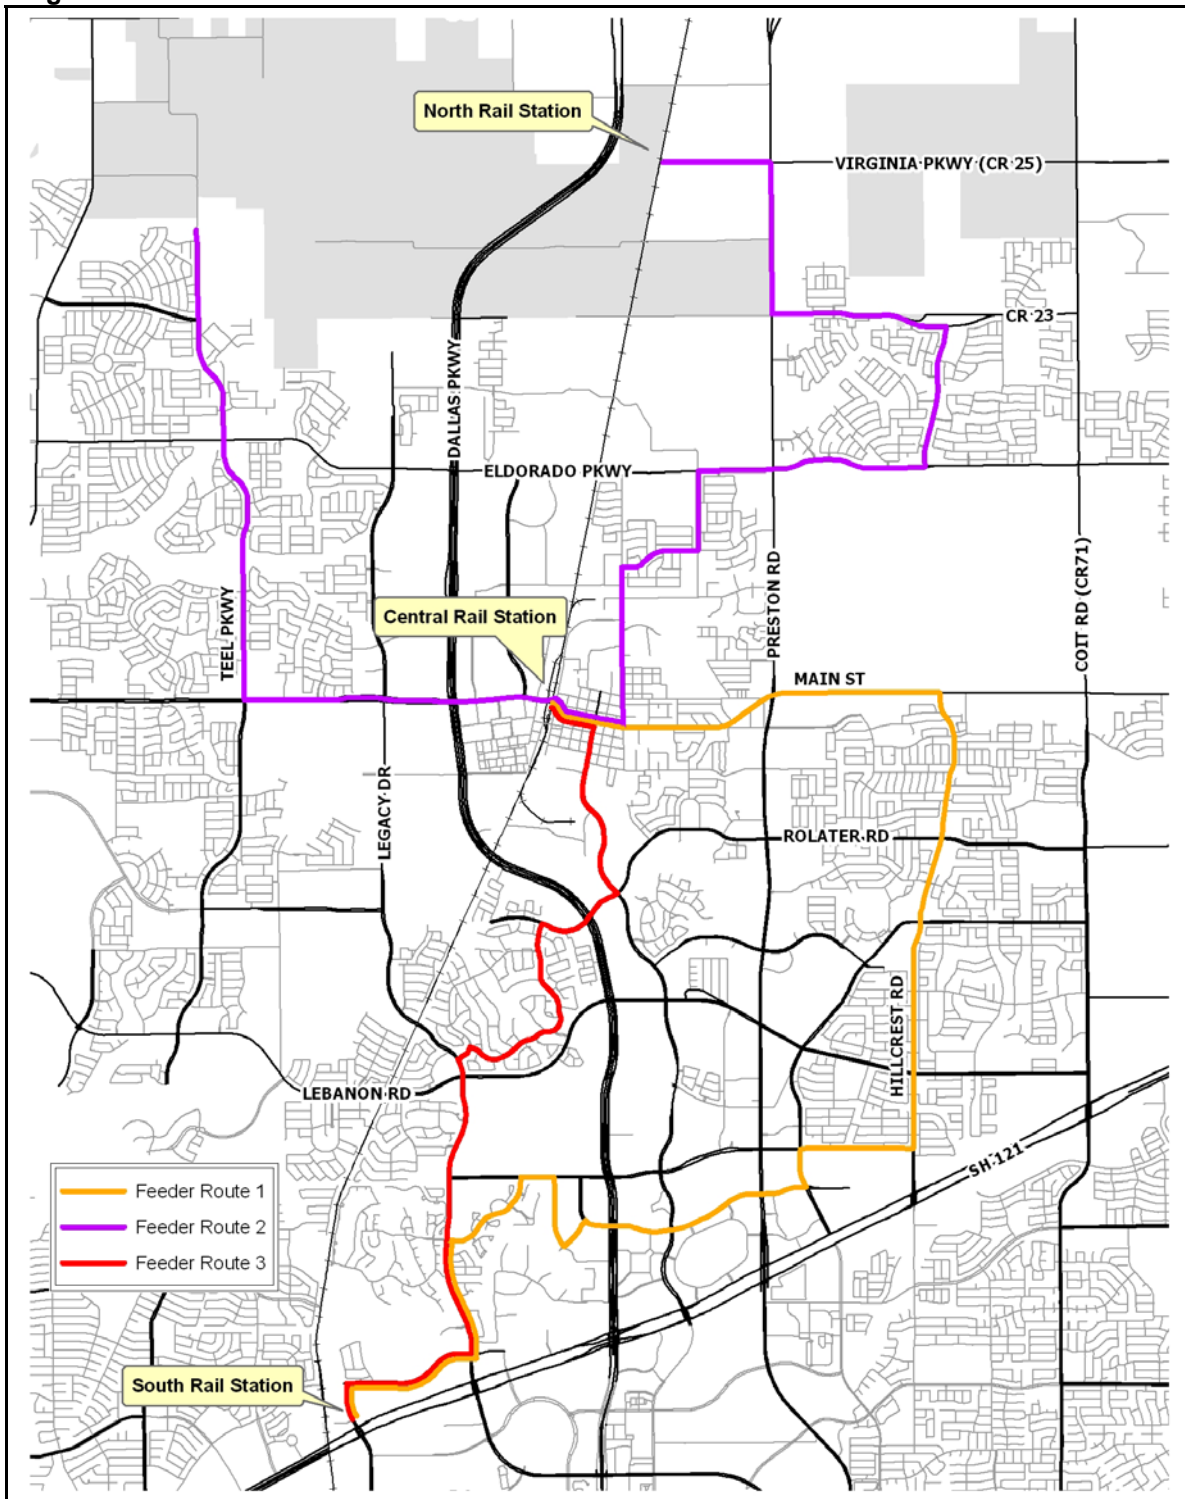 North Rail Station
VIRGINIA PKWY (CR 25)
CR 23
DALLAS PKWY
ELDORADO PKWY
PRESTON RD
COIT RD (CR71)
Central Rail Station
TEEL PKWY
MAIN ST
LEGACY DR
ROLATER RD
HILLCREST RD
LEBANON RD
SH 121
Feeder Route 1
Feeder Route 2
Feeder Route 3
South Rail Station